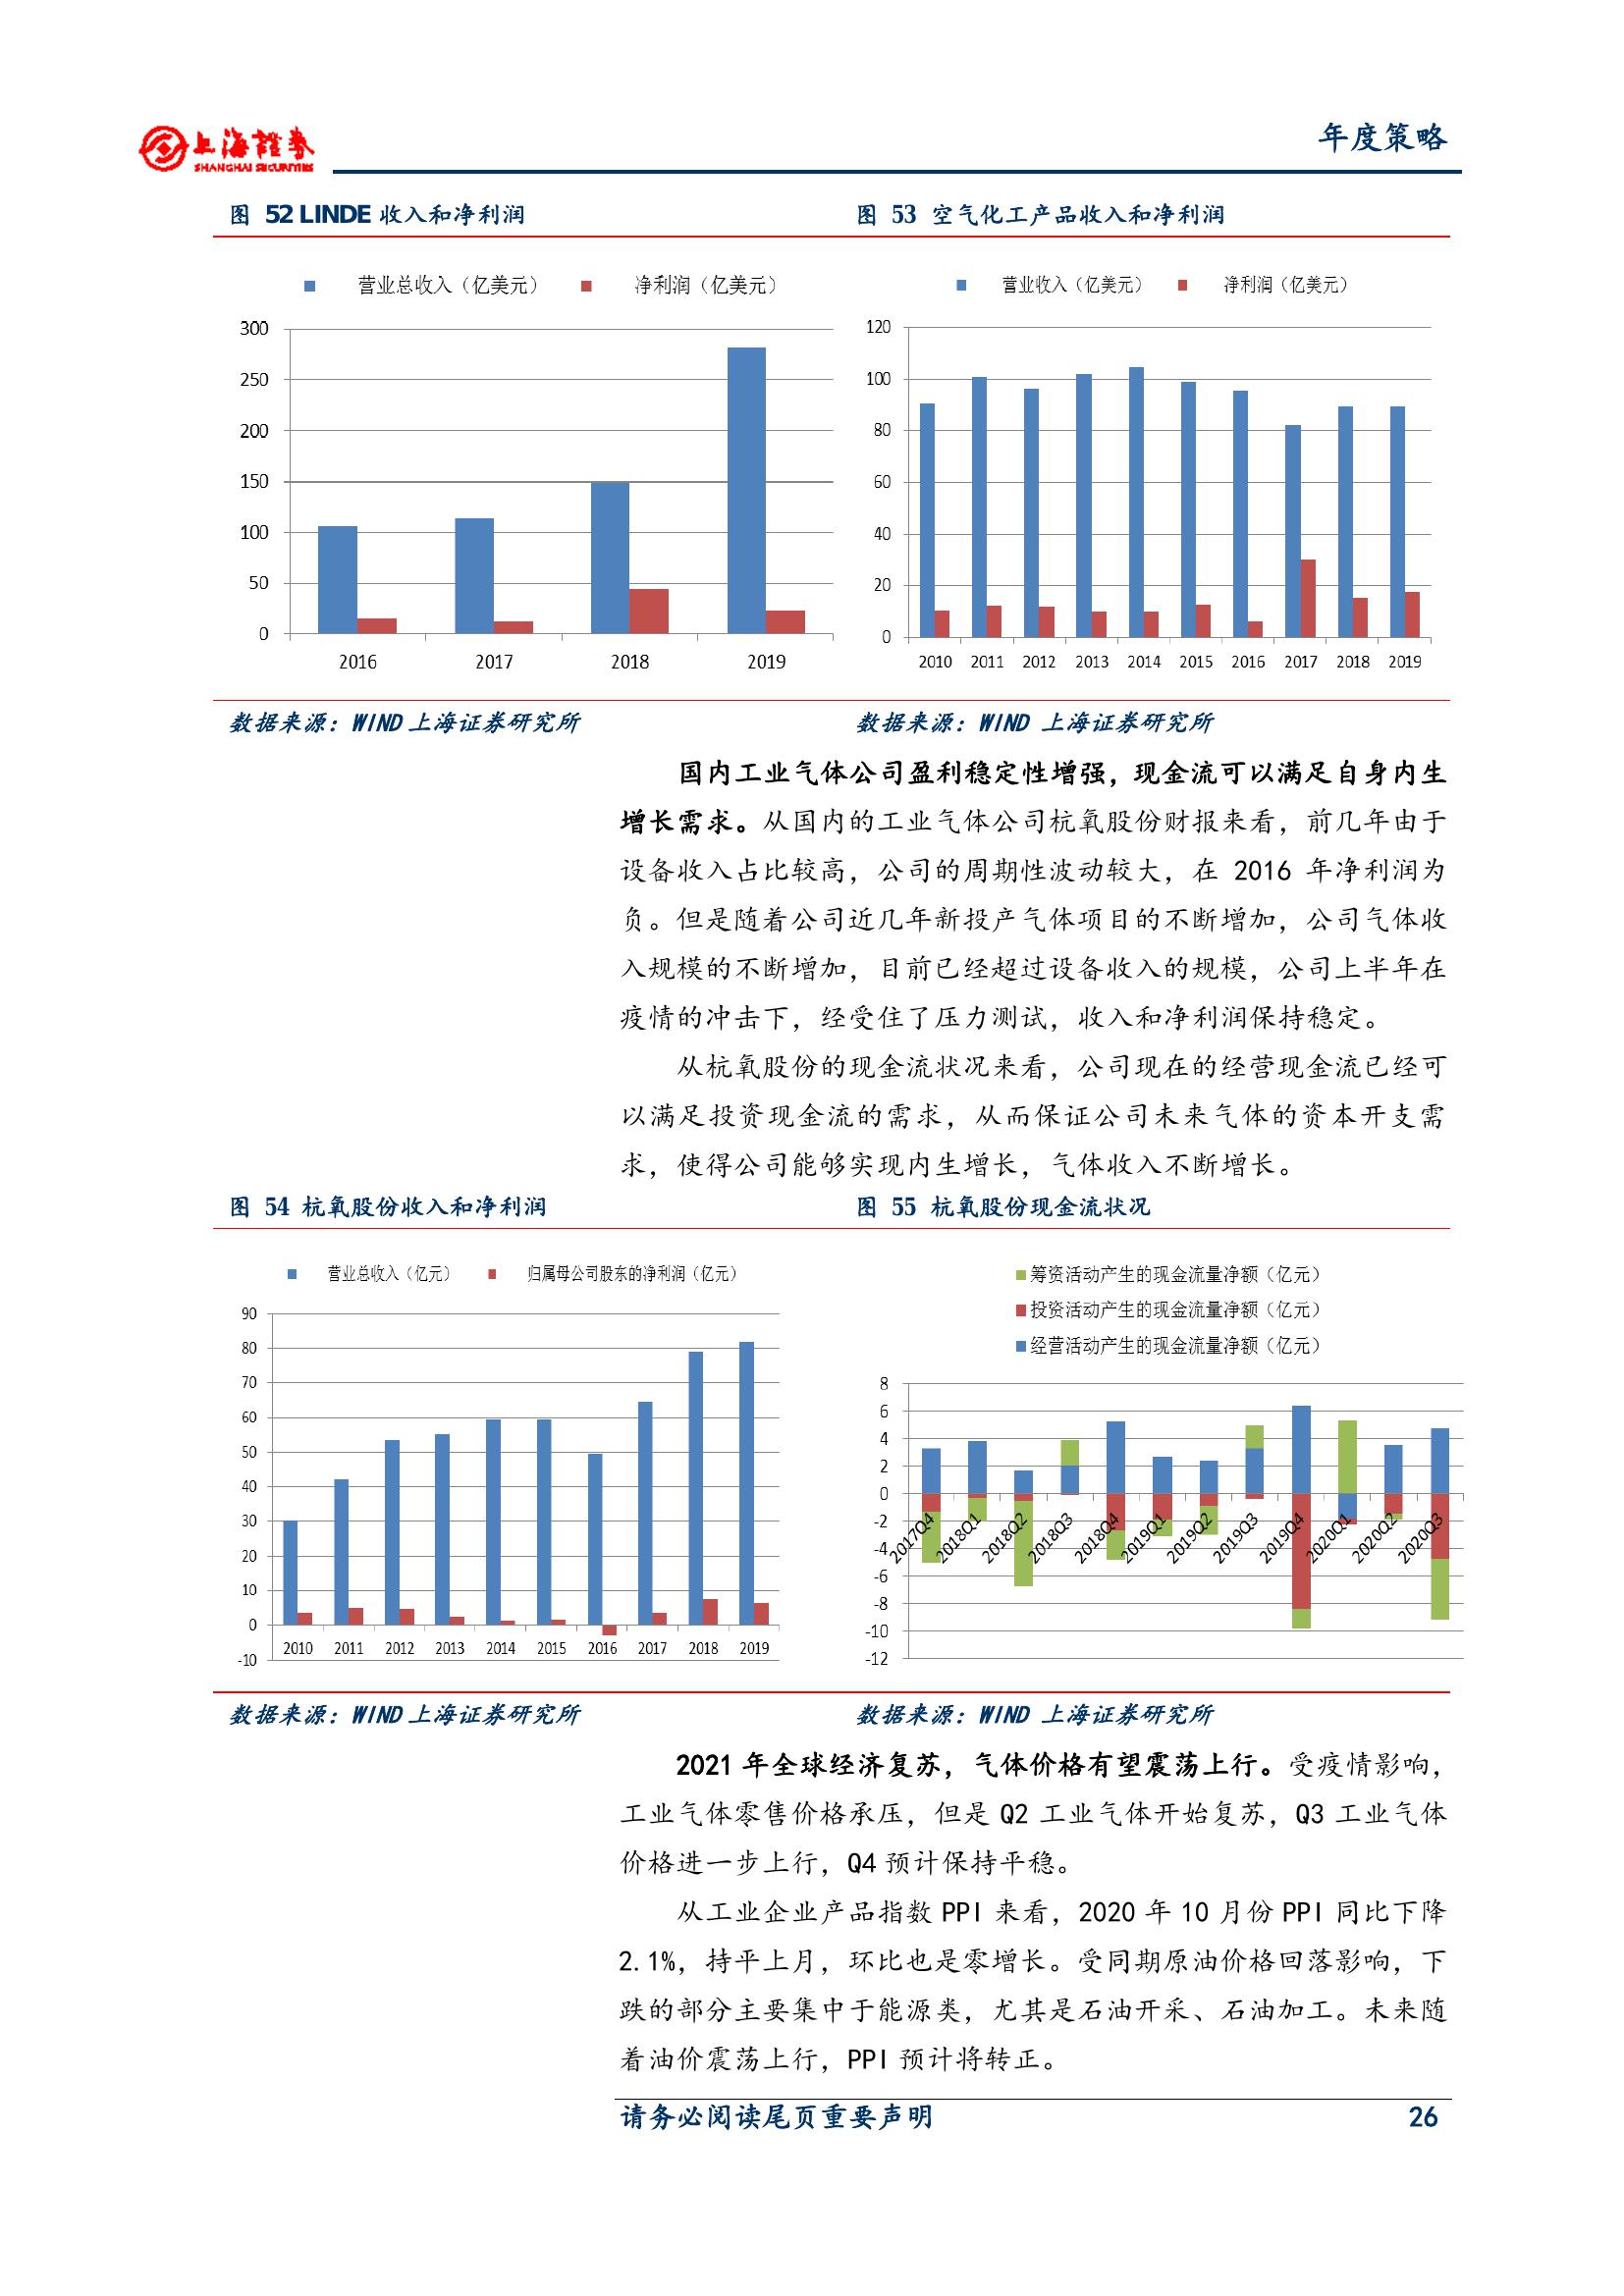 上海證券
SHANGHAI SECURITIES
年度策略
图 52 LINDE 收入和净利润
图 53 空气化工产品收入和净利润
营业总收入（亿美元） 净利润（亿美元）
300
250
200
150
100
50
0
2016 2017 2018 2019
营业收入（亿美元） 净利润（亿美元）
120
100
80
60
40
20
0
2010 2011 2012 2013 2014 2015 2016 2017 2018 2019
数据来源：WIND 上海证券研究所
数据来源：WIND 上海证券研究所
国内工业气体公司盈利稳定性增强，现金流可以满足自身内生
增长需求。从国内的工业气体公司杭氧股份财报来看，前几年由于
设备收入占比较高，公司的周期性波动较大，在 2016 年净利润为
负。但是随着公司近几年新投产气体项目的不断增加，公司气体收
入规模的不断增加，目前已经超过设备收入的规模，公司上半年在
疫情的冲击下，经受住了压力测试，收入和净利润保持稳定。
从杭氧股份的现金流状况来看，公司现在的经营现金流已经可
以满足投资现金流的需求，从而保证公司未来气体的资本开支需
求，使得公司能够实现内生增长，气体收入不断增长。
图 54 杭氧股份收入和净利润
图 55 杭氧股份现金流状况
营业总收入（亿元） 归属母公司股东的净利润（亿元）
90
80
70
60
50
40
30
20
10
0
-10
2010 2011 2012 2013 2014 2015 2016 2017 2018 2019
筹资活动产生的现金流量净额（亿元）
投资活动产生的现金流量净额（亿元）
经营活动产生的现金流量净额（亿元）
8
6
4
2
0
-2
-4
-6
-8
-10
-12
2017Q4 2018Q1 2018Q2 2018Q3 2018Q4 2019Q1 2019Q2 2019Q3 2019Q4 2020Q1 2020Q2 2020Q3
数据来源：WIND 上海证券研究所
数据来源：WIND 上海证券研究所
2021 年全球经济复苏，气体价格有望震荡上行。受疫情影响，
工业气体零售价格承压，但是 Q2 工业气体开始复苏，Q3 工业气体
价格进一步上行，Q4 预计保持平稳。
从工业企业产品指数 PPI 来看，2020 年 10 月份 PPI 同比下降
2.1%，持平上月，环比也是零增长。受同期原油价格回落影响，下
跌的部分主要集中于能源类，尤其是石油开采、石油加工。未来随
着油价震荡上行，PPI 预计将转正。
请务必阅读尾页重要声明
26